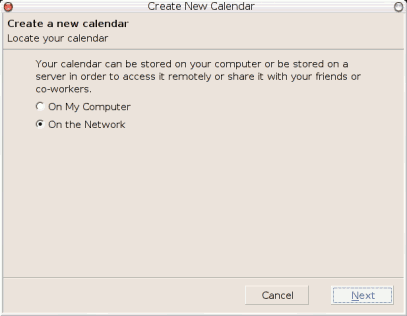 Create New Calendar
Create a new calendar
Locate your calendar
Your calendar can be stored on your computer or be stored on a
server in order to access it remotely or share it with your friends or
co-workers.
On My Computer
On the Network
Cancel
Next